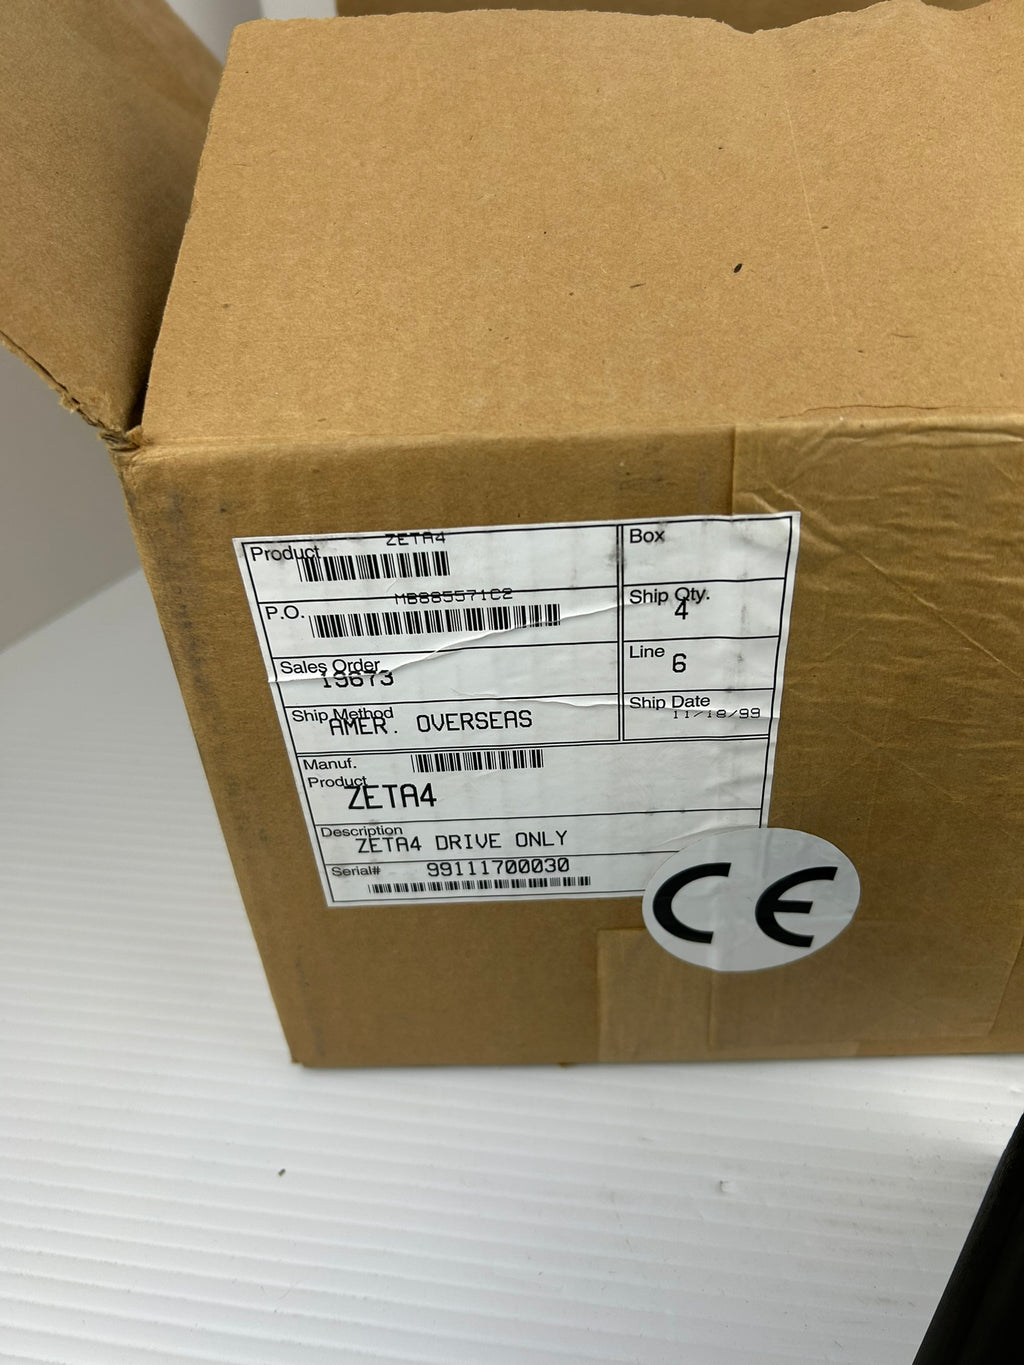 Product ZETA4
Box
P.O. MB885571C2
Ship Qty. 4
Sales Order
19673
Line 6
Ship Method
AMER. OVERSEAS
Ship Date
11/18/99
Manuf.
Product
ZETA4
Description
ZETA4 DRIVE ONLY
Serial# 99111700030
CE